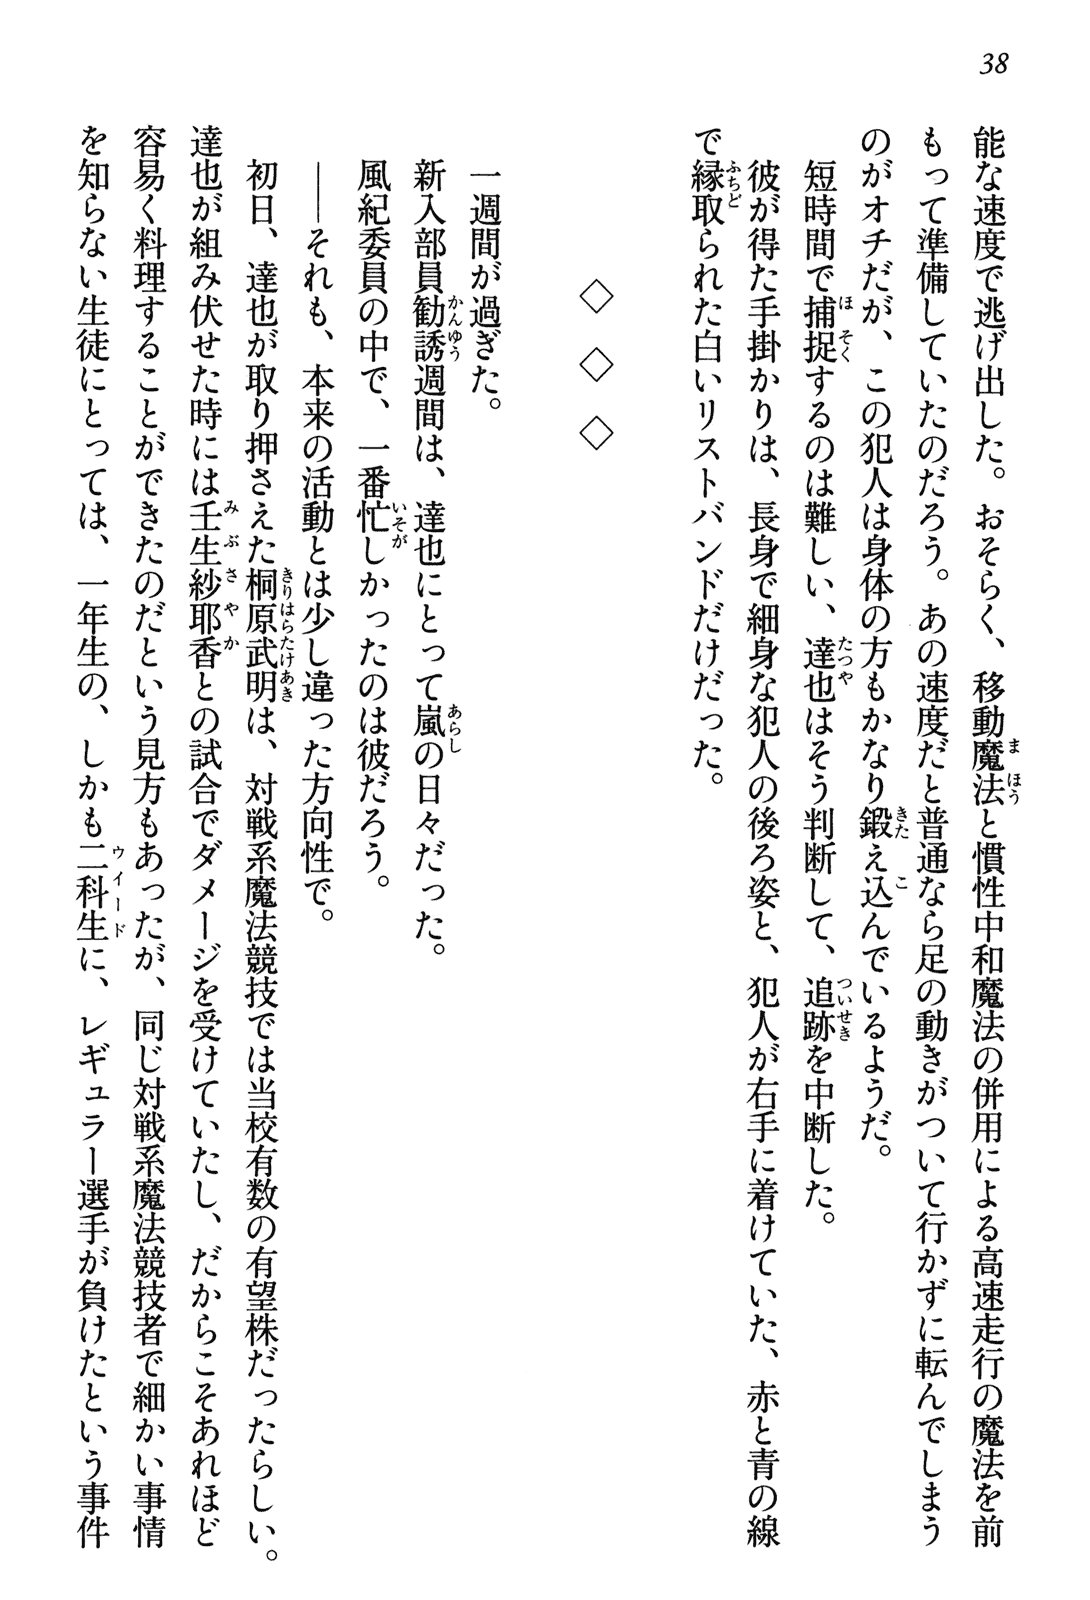 38
能な速度で逃げ出した。おそらく、移動魔法と慣性中和魔法の併用による高速走行の魔法を前
もって準備していたのだろう。あの速度だと普通なら足の動きがついて行かずに転んでしまう
のがオチだが、この犯人は身体の方もかなり鍛え込んでいるようだ。
短時間で捕捉するのは難しい、達也はそう判断して、追跡を中断した。
彼が得た手掛かりは、長身で細身な犯人の後ろ姿と、犯人が右手に着けていた、赤と青の線
で縁取られた白いリストバンドだけだった。
◇ ◇ ◇
一週間が過ぎた。
新入部員勧誘週間は、達也にとって嵐の日々だった。
風紀委員の中で、一番忙しかったのは彼だろう。
――それも、本来の活動とは少し違った方向性で。
初日、達也が取り押さえた桐原武明は、対戦系魔法競技では当校有数の有望株だったらしい。
達也が組み伏せた時には壬生紗耶香との試合でダメージを受けていたし、だからこそあれほど
容易く料理することができたのだという見方もあったが、同じ対戦系魔法競技者で細かい事情
を知らない生徒にとっては、一年生の、しかも二科生に、レギュラー選手が負けたという事件